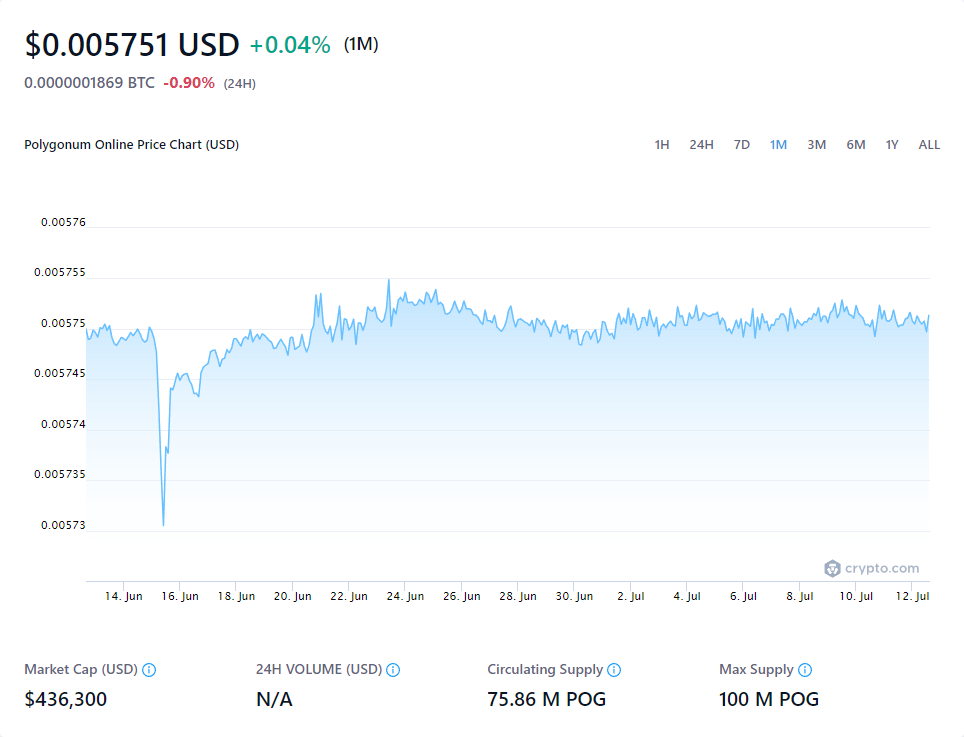 $0.005751 USD +0.04% (1M)
0.0000001869 BTC -0.90% (24H)
Polygonum Online Price Chart (USD)
1H 24H 7D 1M 3M 6M 1Y ALL
0.00576
0.005755
0.00575
0.005745
0.00574
0.005735
0.00573
crypto.com
14. Jun 16. Jun 18. Jun 20. Jun 22. Jun 24. Jun 26. Jun 28. Jun 30. Jun 2. Jul 4. Jul 6. Jul 8. Jul 10. Jul 12. Jul
Market Cap (USD) 24H VOLUME (USD) Circulating Supply Max Supply
$436,300 N/A 75.86 M POG 100 M POG